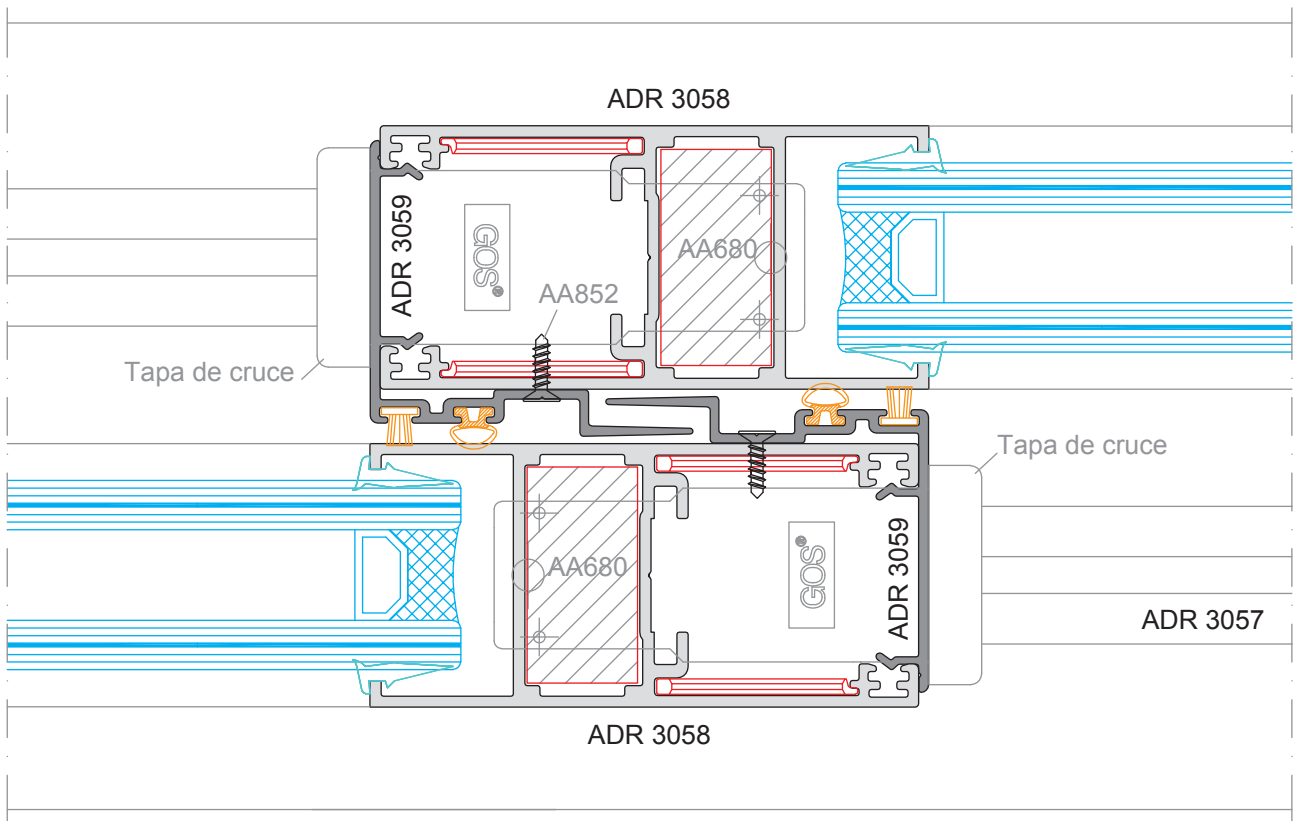 ADR 3058
ADR 3059
GOS®
AA680
AA852
Tapa de cruce
Tapa de cruce
AA680
GOS®
ADR 3059
ADR 3057
ADR 3058